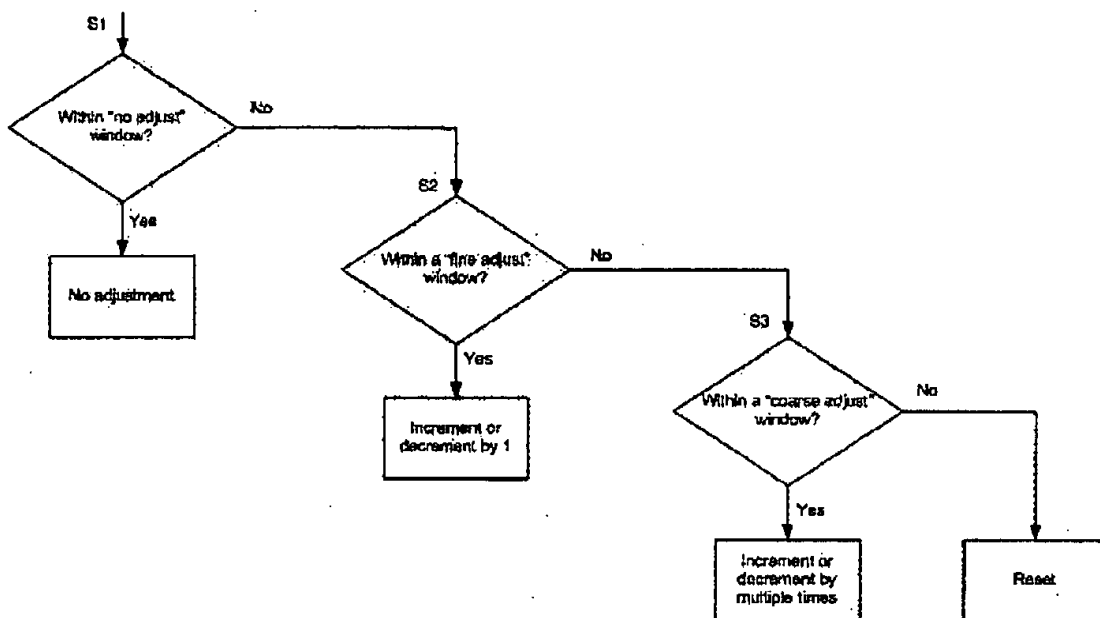 S1
Within "no adjust"
window?
No
Yes
No adjustment
S2
Within a "fine adjust"
window?
No
Yes
Increment or
decrement by 1
S3
Within a "coarse adjust"
window?
No
Yes
Increment or
decrement by
multiple times
Reset